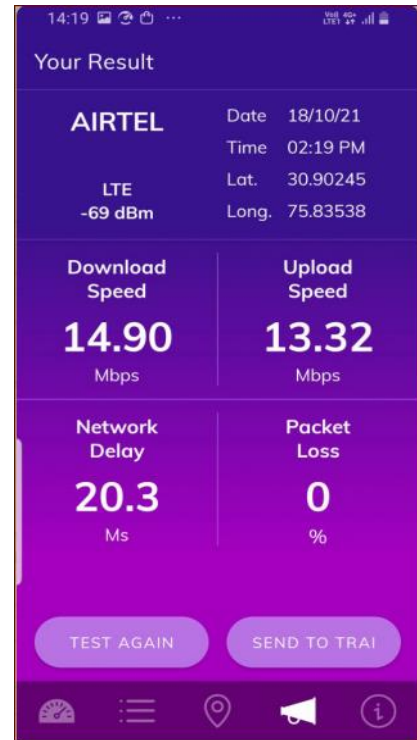 14:19
Your Result
AIRTEL
LTE
-69 dBm
Date 18/10/21
Time 02:19 PM
Lat. 30.90245
Long. 75.83538
Download
Speed
14.90
Mbps
Upload
Speed
13.32
Mbps
Network
Delay
20.3
Ms
Packet
Loss
0
%
TEST AGAIN
SEND TO TRAI